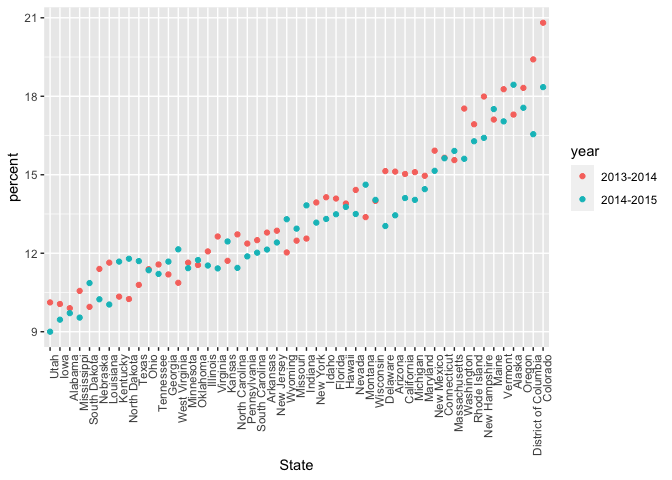 21
18
15
12
9
percent
Utah
Iowa
Alabama
Mississippi
South Dakota
Nebraska
Louisiana
Kentucky
North Dakota
Texas
Ohio
Tennessee
Georgia
West Virginia
Minnesota
Oklahoma
Illinois
Virginia
Kansas
North Carolina
Pennsylvania
South Carolina
Arkansas
New Jersey
Wyoming
Missouri
Indiana
New York
Idaho
Florida
Hawaii
Nevada
Montana
Wisconsin
Delaware
Arizona
California
Michigan
Maryland
New Mexico
Connecticut
Massachusetts
Washington
Rhode Island
New Hampshire
Maine
Vermont
Alaska
Oregon
District of Columbia
Colorado
State
year
2013-2014
2014-2015